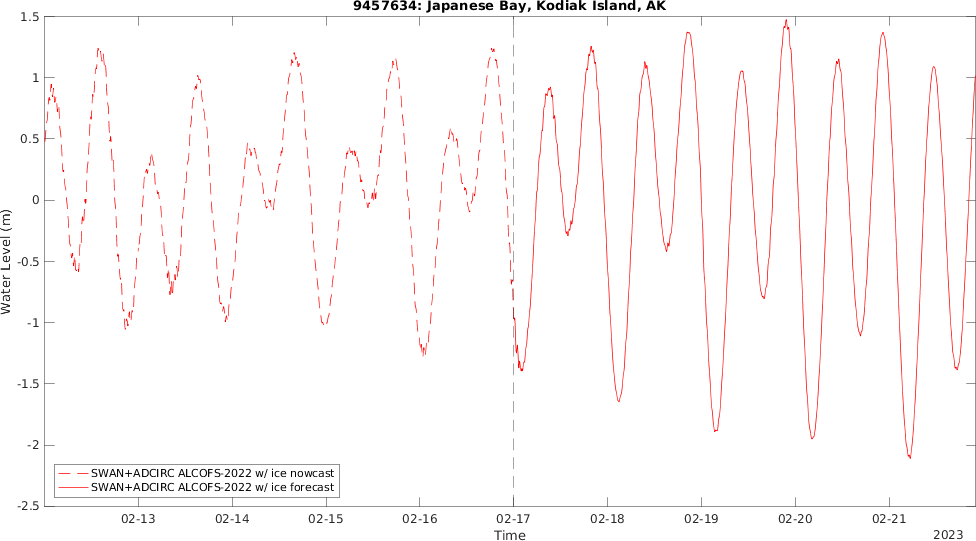 9457634: Japanese Bay, Kodiak Island, AK
1.5
1
0.5
0
-0.5
-1
-1.5
-2
-2.5
Water Level (m)
SWAN+ADCIRC ALCOFS-2022 w/ ice nowcast
SWAN+ADCIRC ALCOFS-2022 w/ ice forecast
02-13 02-14 02-15 02-16 02-17 02-18 02-19 02-20 02-21
Time
2023